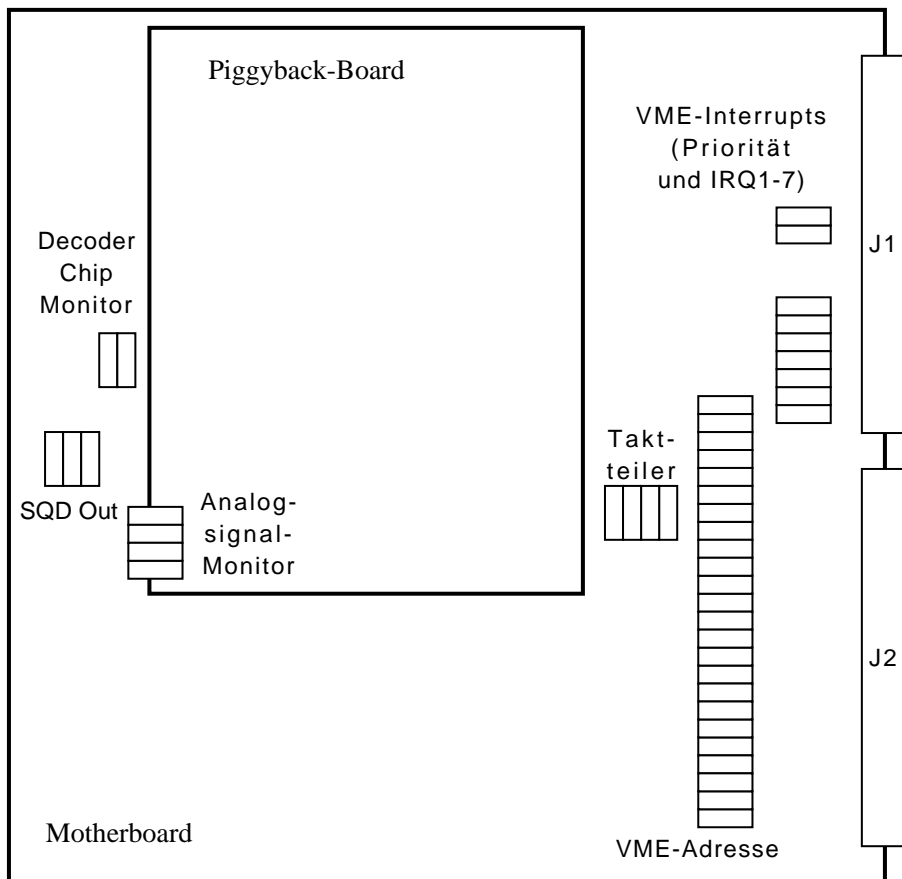 Piggyback-Board
VME-Interrupts
(Priorität
und IRQ1-7)
J1
Decoder
Chip
Monitor
Takt-
teiler
SQD Out
Analog-
signal-
Monitor
J2
Motherboard
VME-Adresse